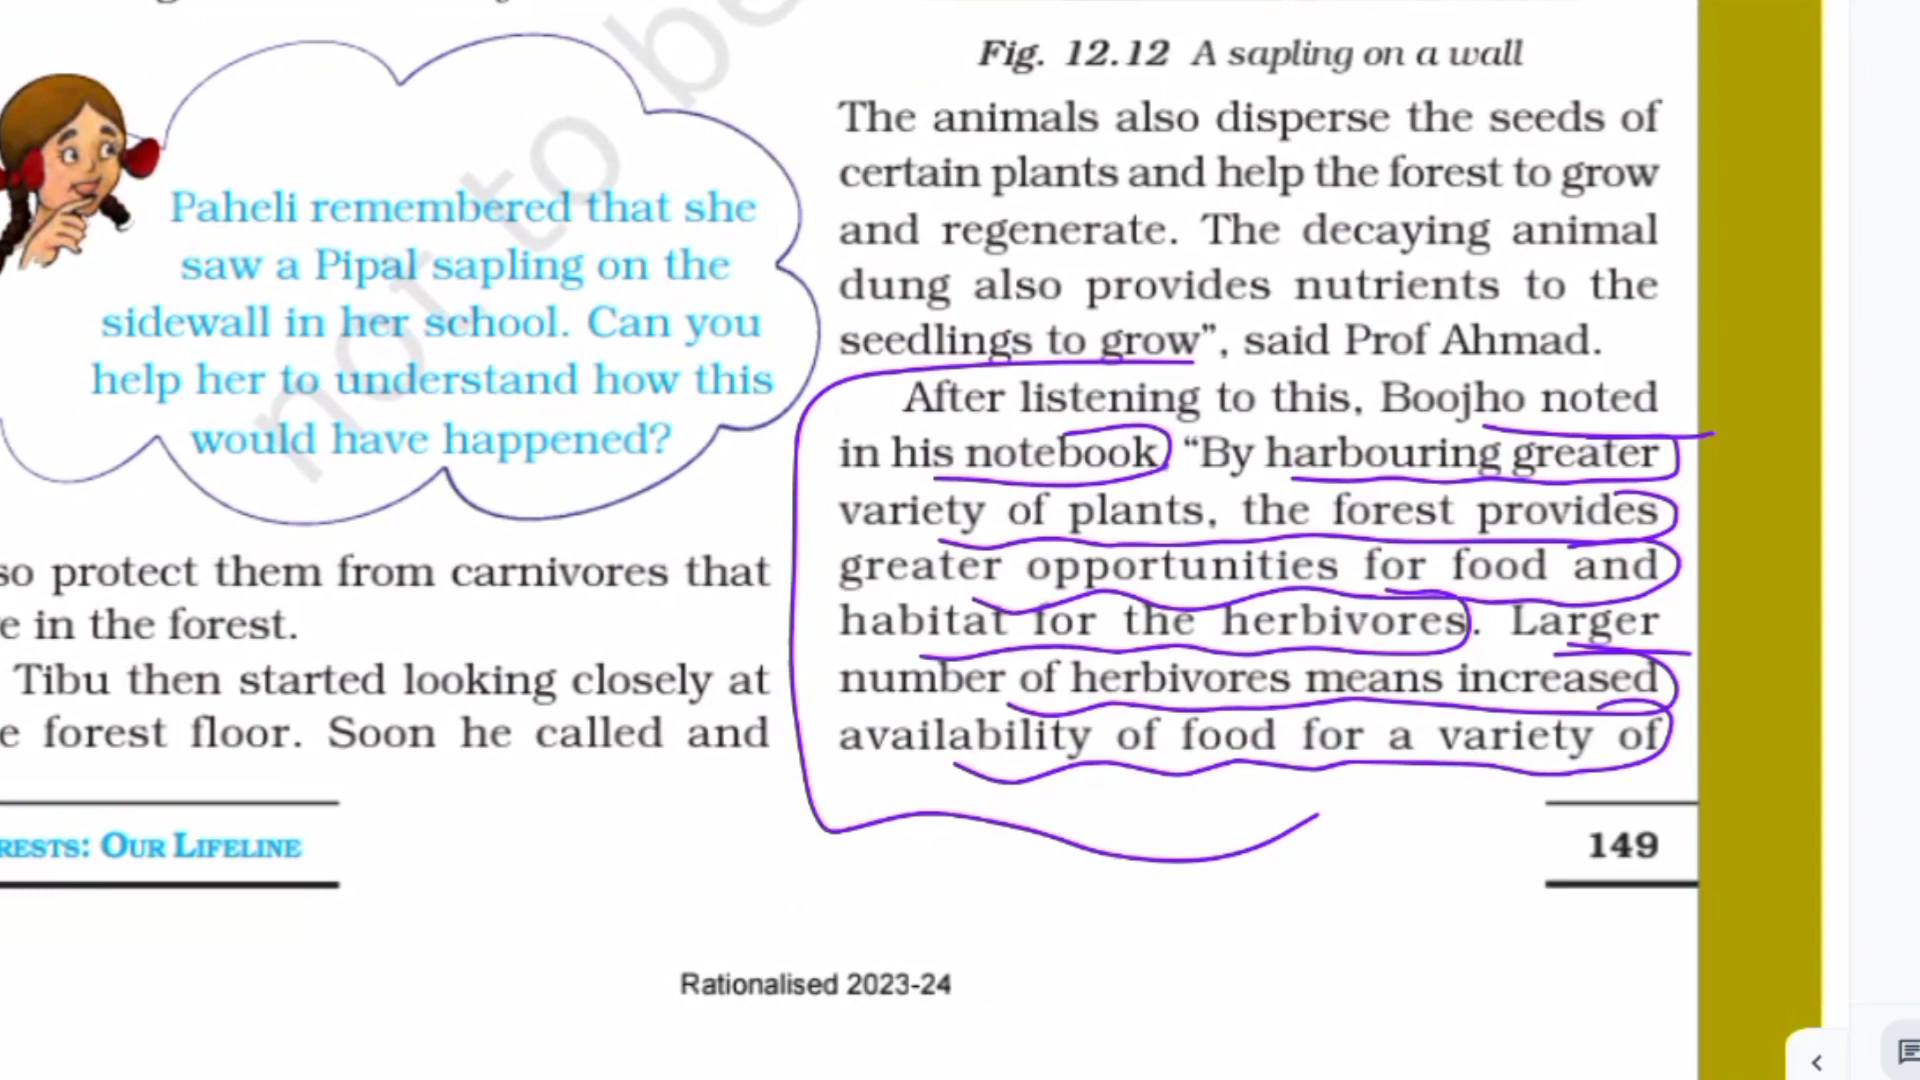 Paheli remembered that she
saw a Pipal sapling on the
sidewall in her school. Can you
help her to understand how this
would have happened?
so protect them from carnivores that
e in the forest.
Tibu then started looking closely at
e forest floor. Soon he called and
Fig. 12.12 A sapling on a wall
The animals also disperse the seeds of
certain plants and help the forest to grow
and regenerate. The decaying animal
dung also provides nutrients to the
seedlings to grow”, said Prof Ahmad.
After listening to this, Boojho noted
in his notebook “By harbouring greater
variety of plants, the forest provides
greater opportunities for food and
habitat for the herbivores. Larger
number of herbivores means increased
availability of food for a variety of
RESTS: OUR LIFELINE
149
Rationalised 2023-24
not to be